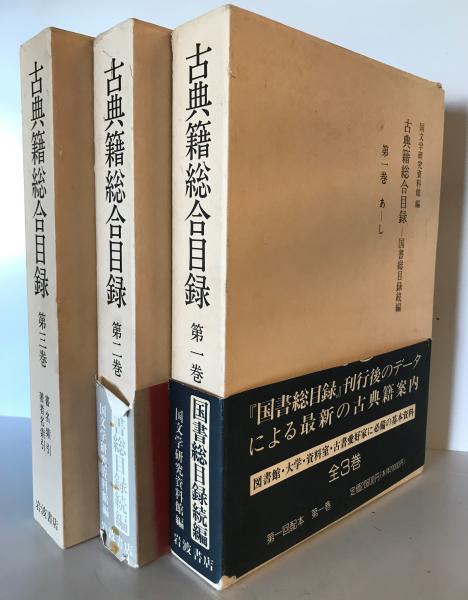 古典籍総合目録
第三巻
書名索引
著者名索引
岩波書店
古典籍総合目録
第二巻
総目録続編
国文学研究資料館編
古典籍総合目録
第一巻
国書総目録続編
国文学研究資料館編
岩波書店
国文学研究資料館 編
古典籍総合目録―国書総目録続編
第一巻 あ―し
『国書総目録』刊行後のデータ
による最新の古典籍案内
図書館・大学・資料室・古書愛好家に必備の基本資料
全3巻
第一回配本 第一巻